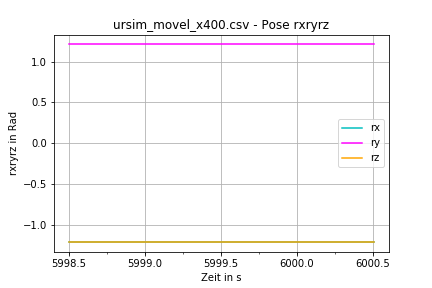 ursim_movel_x400.csv - Pose rxryrz
rxryrz in Rad
1.0
0.5
0.0
−0.5
−1.0
rx
ry
rz
5998.5 5999.0 5999.5 6000.0 6000.5
Zeit in s